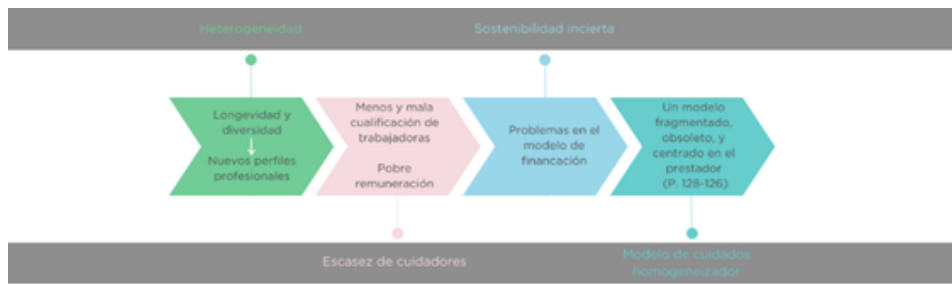 Heterogeneidad
Sostenibilidad incierta
Longevidad y
diversidad
Nuevos perfiles
profesionales
Menos y mala
cualificación de
trabajadoras
Pobre
remuneración
Problemas en el
modelo de
financación
Un modelo
fragmentado,
obsoleto, y
centrado en el
prestador
(P. 128-126)
Escasez de cuidadores
Modelo de cuidados
homogeneizador